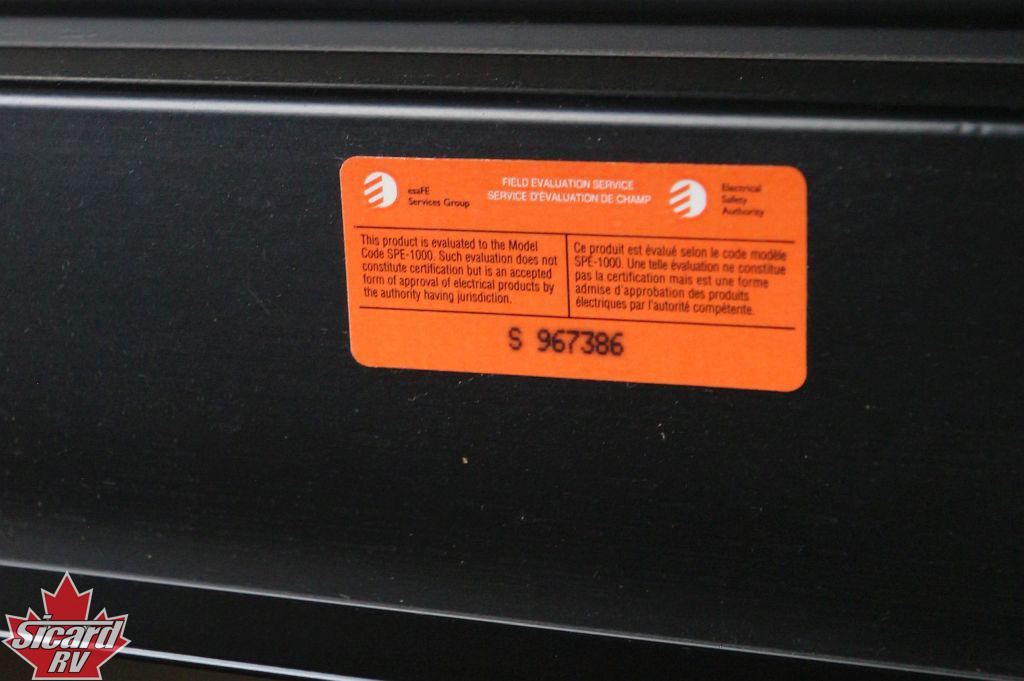 esaFE
Services Group
FIELD EVALUATION SERVICE
SERVICE D'ÉVALUATION DE CHAMP
Electrical
Safety
Authority
This product is evaluated to the Model
Code SPE-1000. Such evaluation does not
constitute certification but is an accepted
form of approval of electrical products by
the authority having jurisdiction.
Ce produit est évalué selon le code modèle
SPE-1000. Une telle évaluation ne constitue
pas la certification mais est une forme
admise d'approbation des produits
électriques par l'autorité compétente.
S 967386
Sicard
RV